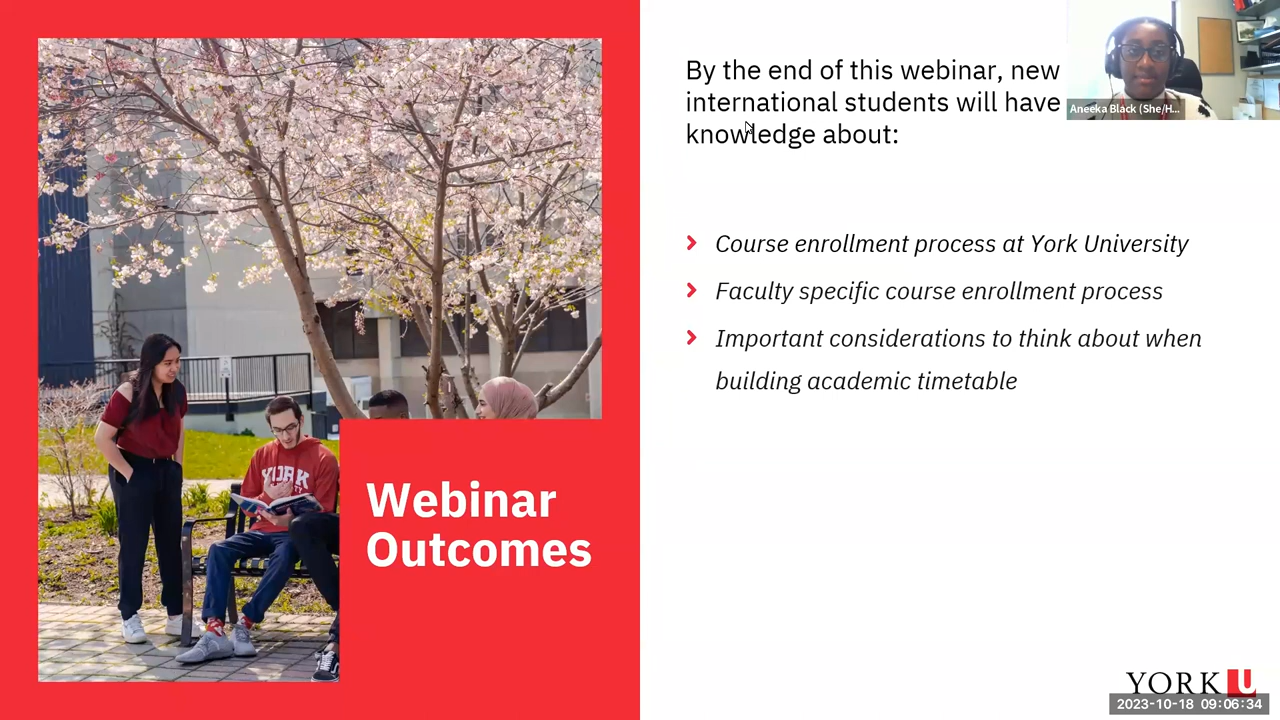 By the end of this webinar, new
international students will have
knowledge about:
Aneeka Black (She/H...
Course enrollment process at York University
Faculty specific course enrollment process
Important considerations to think about when
building academic timetable
YORK
Webinar
Outcomes
YORK U
2023-10-18 09:06:34